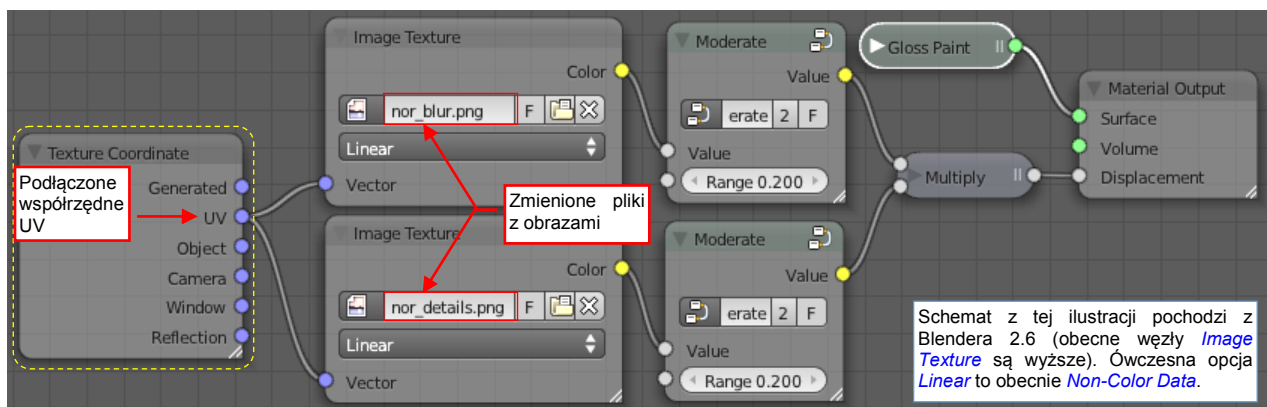 Texture Coordinate
Generated
UV
Object
Camera
Window
Reflection
Podłączone
współrzędne
UV
Image Texture
Color
nor_blur.png F
Linear
Vector
Image Texture
Color
nor_details.png F
Linear
Vector
Zmienione pliki
z obrazami
Moderate
Value
erate 2 F
Value
Range 0.200
Moderate
Value
erate 2 F
Value
Range 0.200
Gloss Paint
Multiply
Material Output
Surface
Volume
Displacement
Schemat z tej ilustracji pochodzi z
Blendera 2.6 (obecne węzły Image
Texture są wyższe). Ówczesna opcja
Linear to obecnie Non-Color Data.